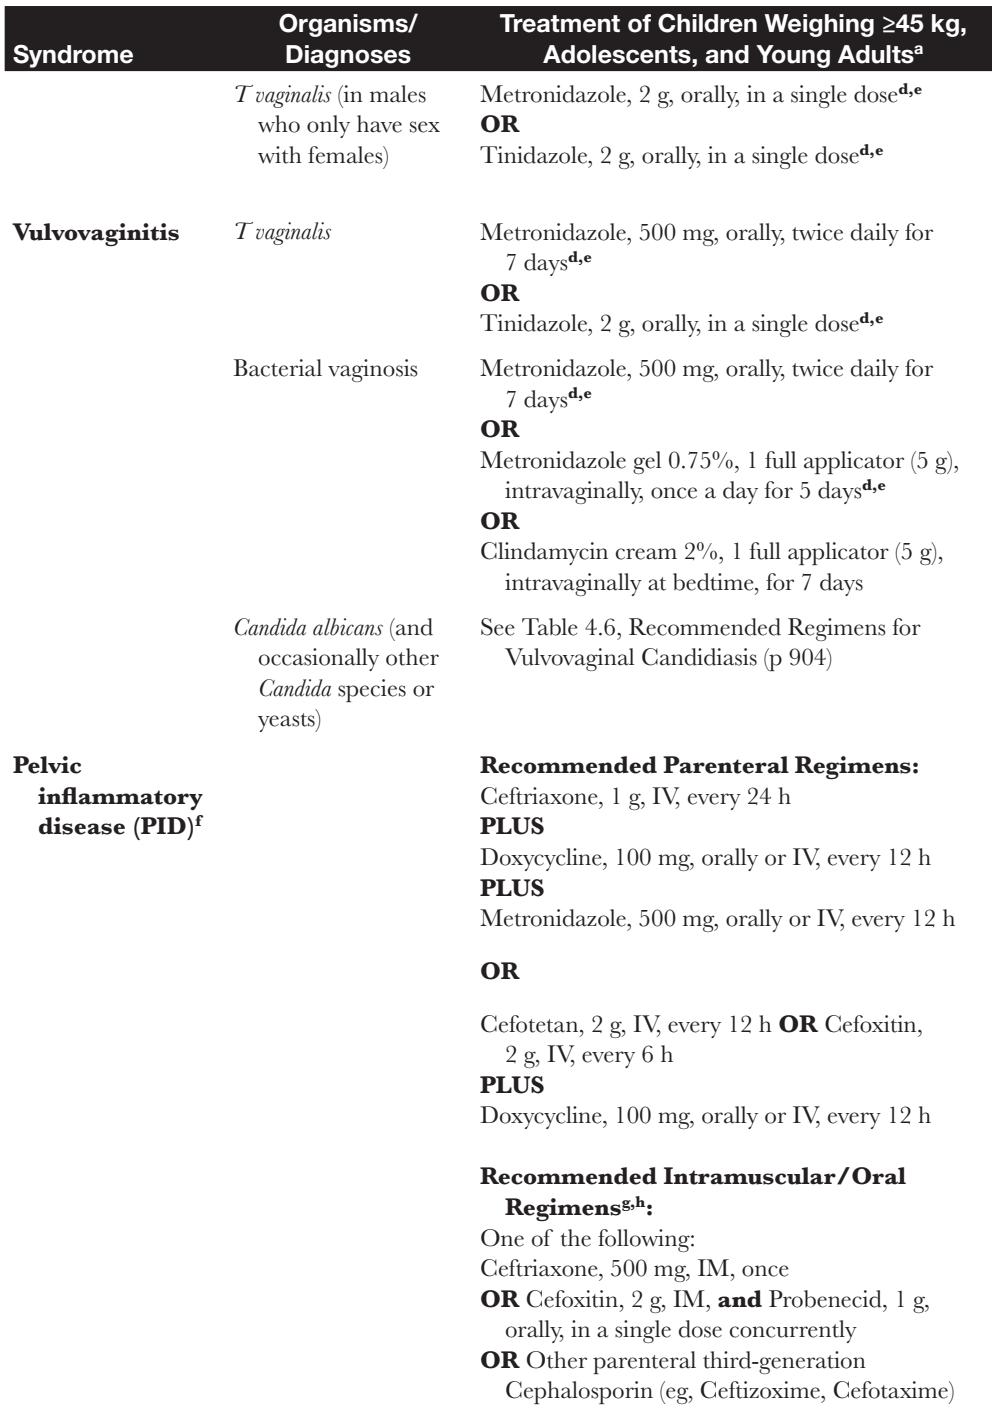 Syndrome
Organisms/
Diagnoses
Treatment of Children Weighing ≥45 kg,
Adolescents, and Young Adultsᵃ
T vaginalis (in males
who only have sex
with females)
Metronidazole, 2 g, orally, in a single doseᵈ,ᵉ
OR
Tinidazole, 2 g, orally, in a single doseᵈ,ᵉ
Vulvovaginitis
T vaginalis
Metronidazole, 500 mg, orally, twice daily for
7 daysᵈ,ᵉ
OR
Tinidazole, 2 g, orally, in a single doseᵈ,ᵉ
Bacterial vaginosis
Metronidazole, 500 mg, orally, twice daily for
7 daysᵈ,ᵉ
OR
Metronidazole gel 0.75%, 1 full applicator (5 g),
intravaginally, once a day for 5 daysᵈ,ᵉ
OR
Clindamycin cream 2%, 1 full applicator (5 g),
intravaginally at bedtime, for 7 days
Candida albicans (and
occasionally other
Candida species or
yeasts)
See Table 4.6, Recommended Regimens for
Vulvovaginal Candidiasis (p 904)
Pelvic
inflammatory
disease (PID)ᶠ
Recommended Parenteral Regimens:
Ceftriaxone, 1 g, IV, every 24 h
PLUS
Doxycycline, 100 mg, orally or IV, every 12 h
PLUS
Metronidazole, 500 mg, orally or IV, every 12 h
OR
Cefotetan, 2 g, IV, every 12 h OR Cefoxitin,
2 g, IV, every 6 h
PLUS
Doxycycline, 100 mg, orally or IV, every 12 h
Recommended Intramuscular/Oral
Regimensᵍ,ʰ:
One of the following:
Ceftriaxone, 500 mg, IM, once
OR Cefoxitin, 2 g, IM, and Probenecid, 1 g,
orally, in a single dose concurrently
OR Other parenteral third-generation
Cephalosporin (eg, Ceftizoxime, Cefotaxime)